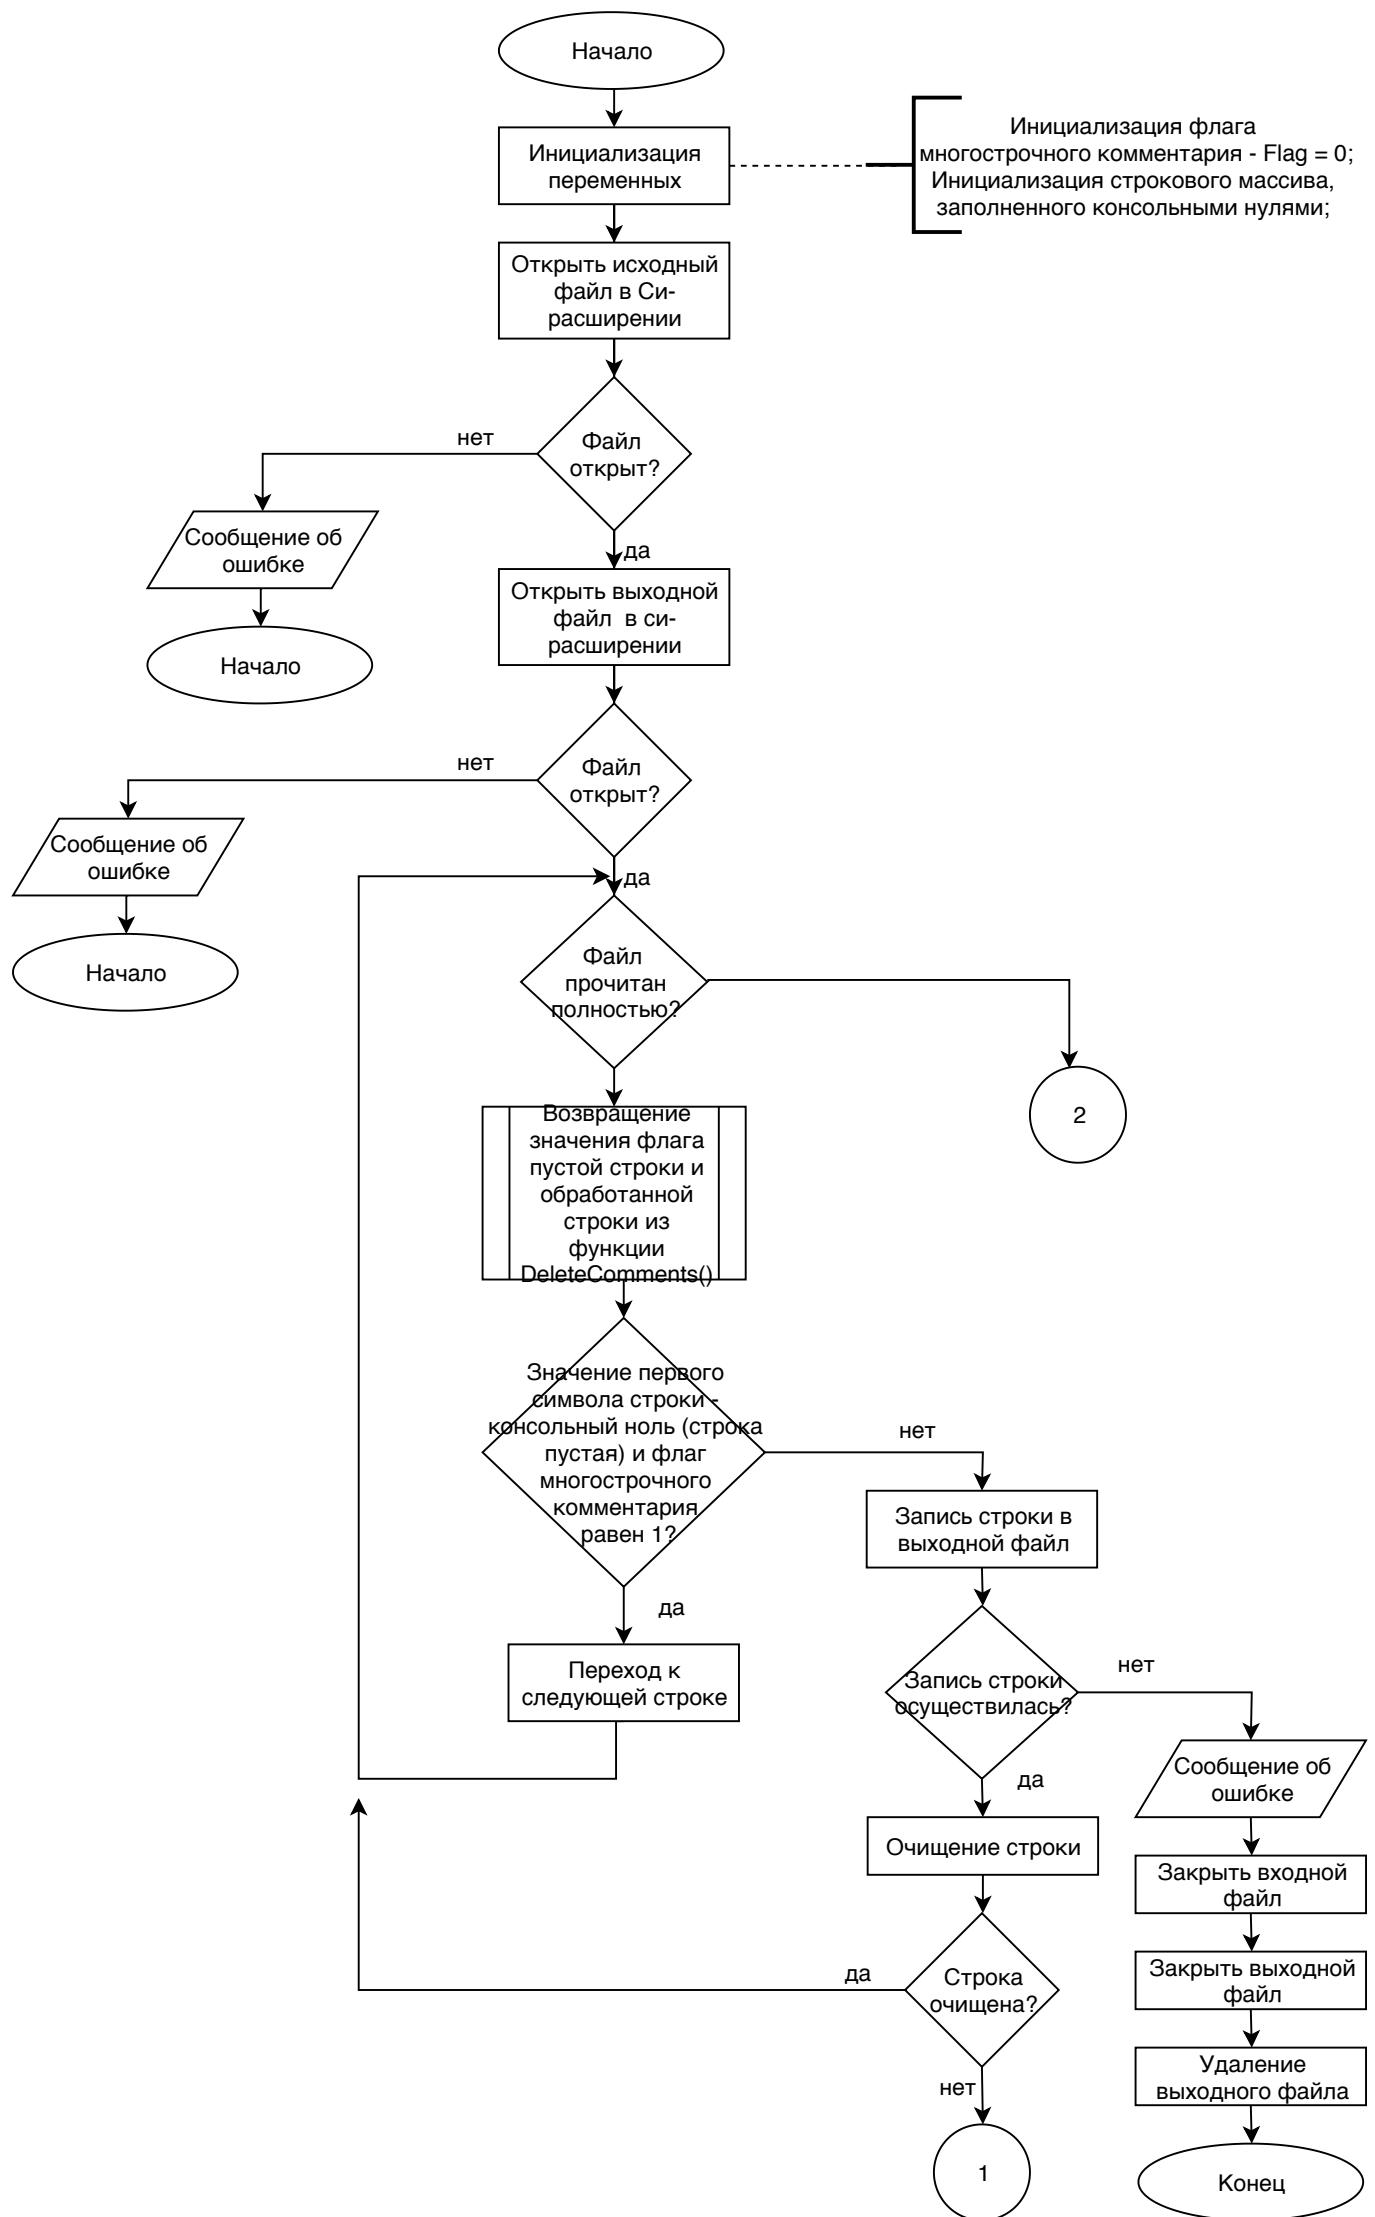 Начало
Инициализация
переменных
Инициализация флага
многострочного комментария - Flag = 0;
Инициализация строкового массива,
заполненного консольными нулями;
Открыть исходный
файл в Си-
расширении
Файл
открыт?
нет
Сообщение об
ошибке
Начало
да
Открыть выходной
файл в си-
расширении
Файл
открыт?
нет
Сообщение об
ошибке
Начало
да
Файл
прочитан
полностью?
2
Возвращение
значения флага
пустой строки и
обработанной
строки из
функции
DeleteComments()
Значение первого
символа строки -
консольный ноль (строка
пустая) и флаг
многострочного
комментария
равен 1?
нет
Запись строки в
выходной файл
да
Переход к
следующей строке
Запись строки
осуществилась?
нет
Сообщение об
ошибке
да
Очищение строки
Закрыть входной
файл
Строка
очищена?
да
Закрыть выходной
файл
Удаление
выходного файла
нет
1
Конец